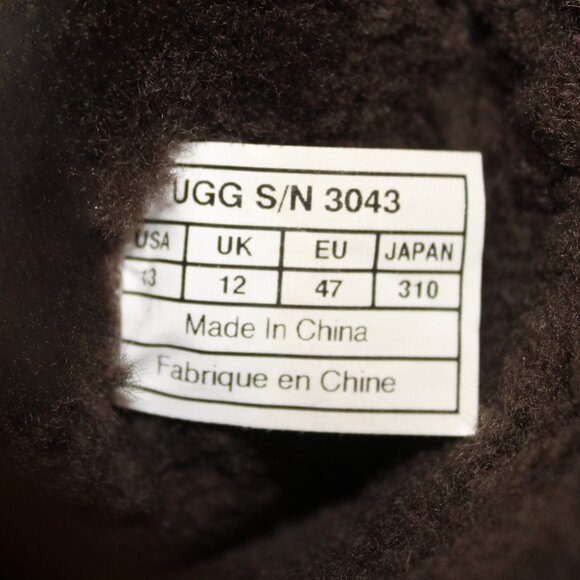 UGG S/N 3043
USA UK EU JAPAN
13 12 47 310
Made In China
Fabrique en Chine